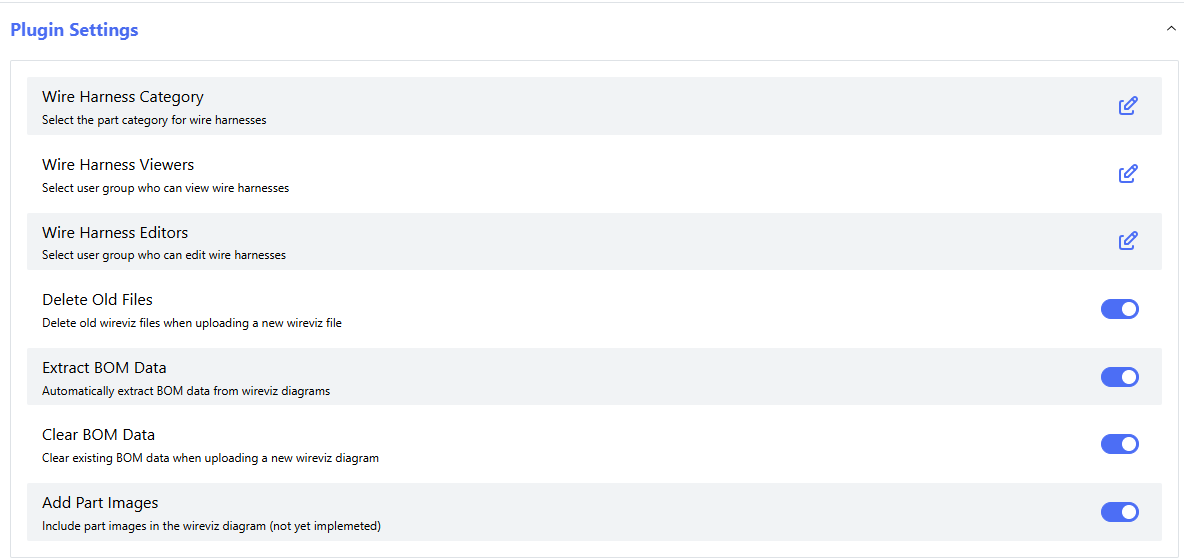 Plugin Settings
Wire Harness Category
Select the part category for wire harnesses
Wire Harness Viewers
Select user group who can view wire harnesses
Wire Harness Editors
Select user group who can edit wire harnesses
Delete Old Files
Delete old wireviz files when uploading a new wireviz file
Extract BOM Data
Automatically extract BOM data from wireviz diagrams
Clear BOM Data
Clear existing BOM data when uploading a new wireviz diagram
Add Part Images
Include part images in the wireviz diagram (not yet implemeted)